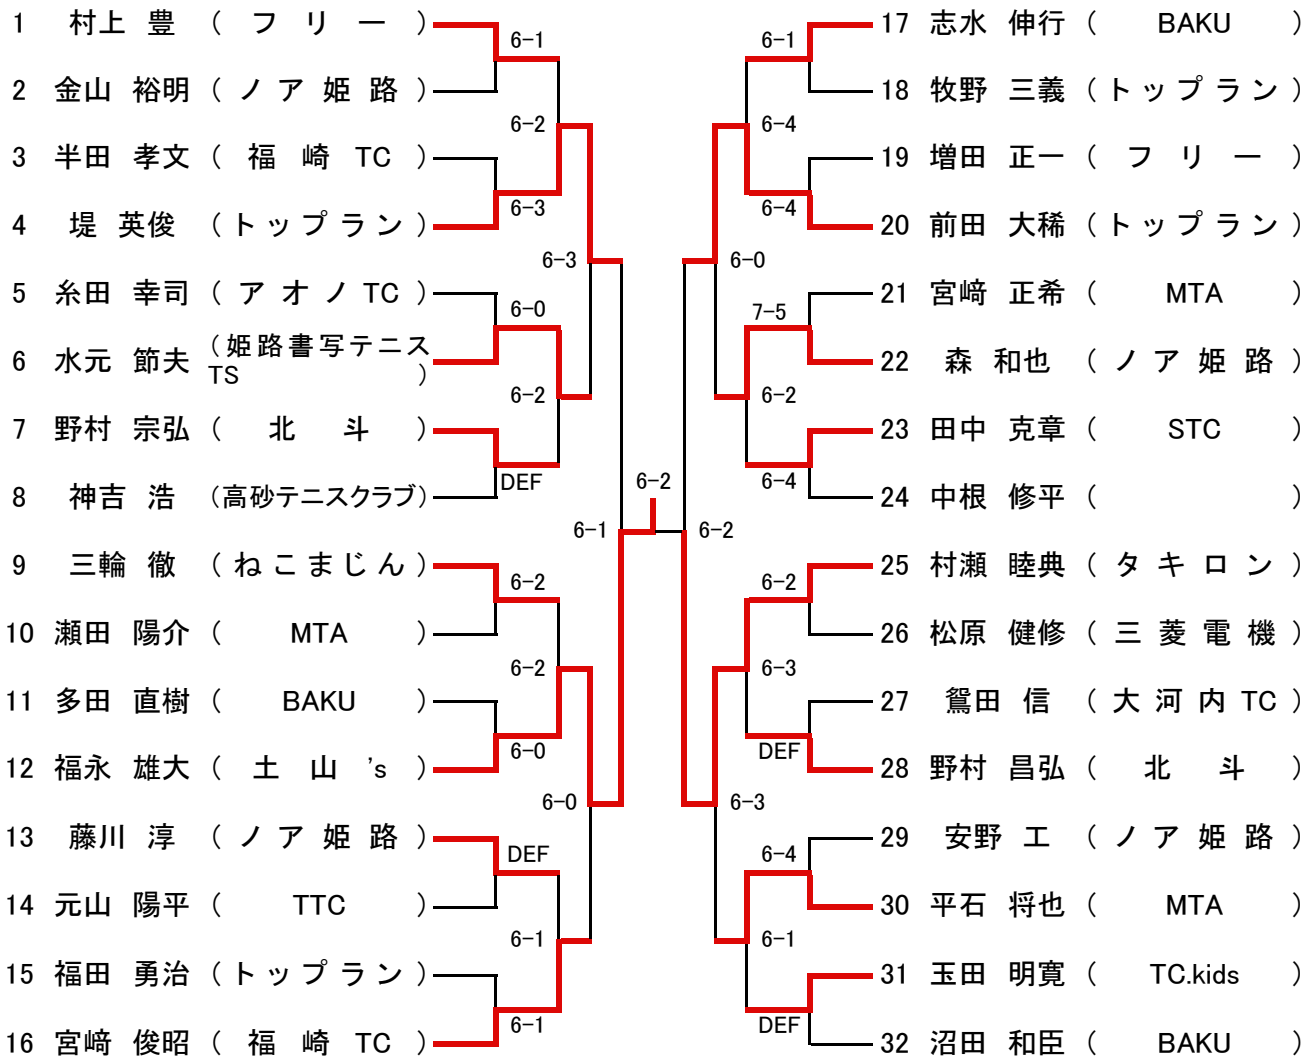 1 村上 豊 ( フ リ ー )
2 金山 裕明 ( ノ ア 姫 路 )
3 半田 孝文 ( 福 崎 TC )
4 堤 英俊 ( ト ッ プ ラ ン )
5 糸田 幸司 ( ア オ ノ TC )
6 水元 節夫 (姫路書写テニス
TS )
7 野村 宗弘 ( 北 斗 )
8 神吉 浩 (高砂テニスクラブ)
9 三輪 徹 ( ね こ ま じ ん )
10 瀬田 陽介 ( MTA )
11 多田 直樹 ( BAKU )
12 福永 雄大 ( 土 山 's )
13 藤川 淳 ( ノ ア 姫 路 )
14 元山 陽平 ( TTC )
15 福田 勇治 ( ト ッ プ ラ ン )
16 宮﨑 俊昭 ( 福 崎 TC )
6-1
6-3
6-0
DEF
6-2
6-0
DEF
6-1
6-2
6-2
6-2
6-1
6-3
6-0
6-1
6-2
6-2
6-0
6-3
6-4
6-2
6-3
6-1
6-1
6-4
7-5
6-4
6-2
DEF
6-4
DEF
17 志水 伸行 ( BAKU )
18 牧野 三義 ( ト ッ プ ラ ン )
19 増田 正一 ( フ リ ー )
20 前田 大稀 ( ト ッ プ ラ ン )
21 宮﨑 正希 ( MTA )
22 森 和也 ( ノ ア 姫 路 )
23 田中 克章 ( STC )
24 中根 修平 ( )
25 村瀬 睦典 ( タ キ ロ ン )
26 松原 健修 ( 三 菱 電 機 )
27 鴛田 信 ( 大 河 内 TC )
28 野村 昌弘 ( 北 斗 )
29 安野 工 ( ノ ア 姫 路 )
30 平石 将也 ( MTA )
31 玉田 明寛 ( TC.kids )
32 沼田 和臣 ( BAKU )